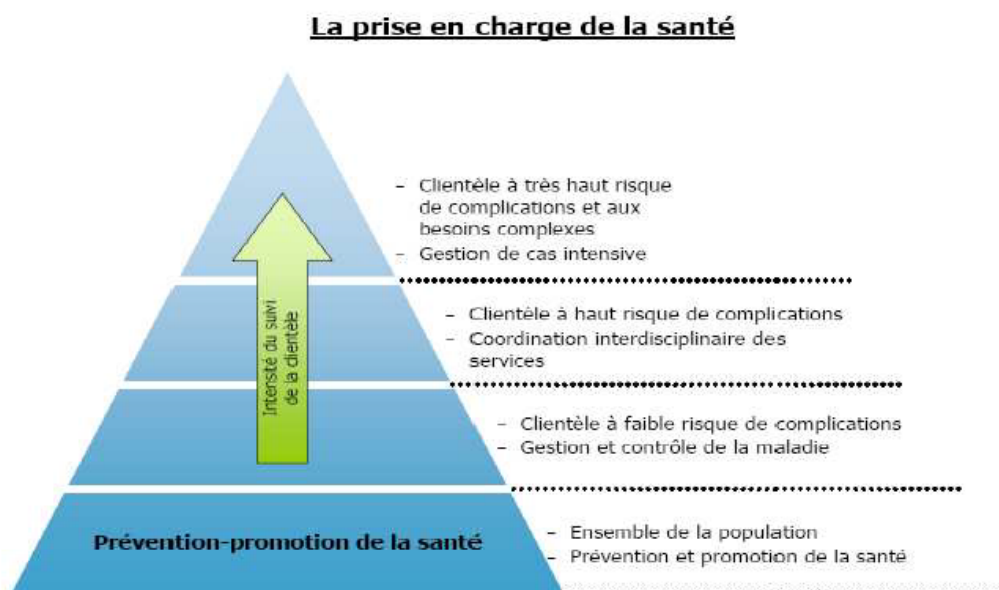 La prise en charge de la santé
- Clientèle à très haut risque
de complications et aux
besoins complexes
- Gestion de cas intensive
- Clientèle à haut risque de complications
- Coordination interdisciplinaire des
services
Intensité du suivi
de la clientèle
- Clientèle à faible risque de complications
- Gestion et contrôle de la maladie
Prévention-promotion de la santé
- Ensemble de la population
- Prévention et promotion de la santé